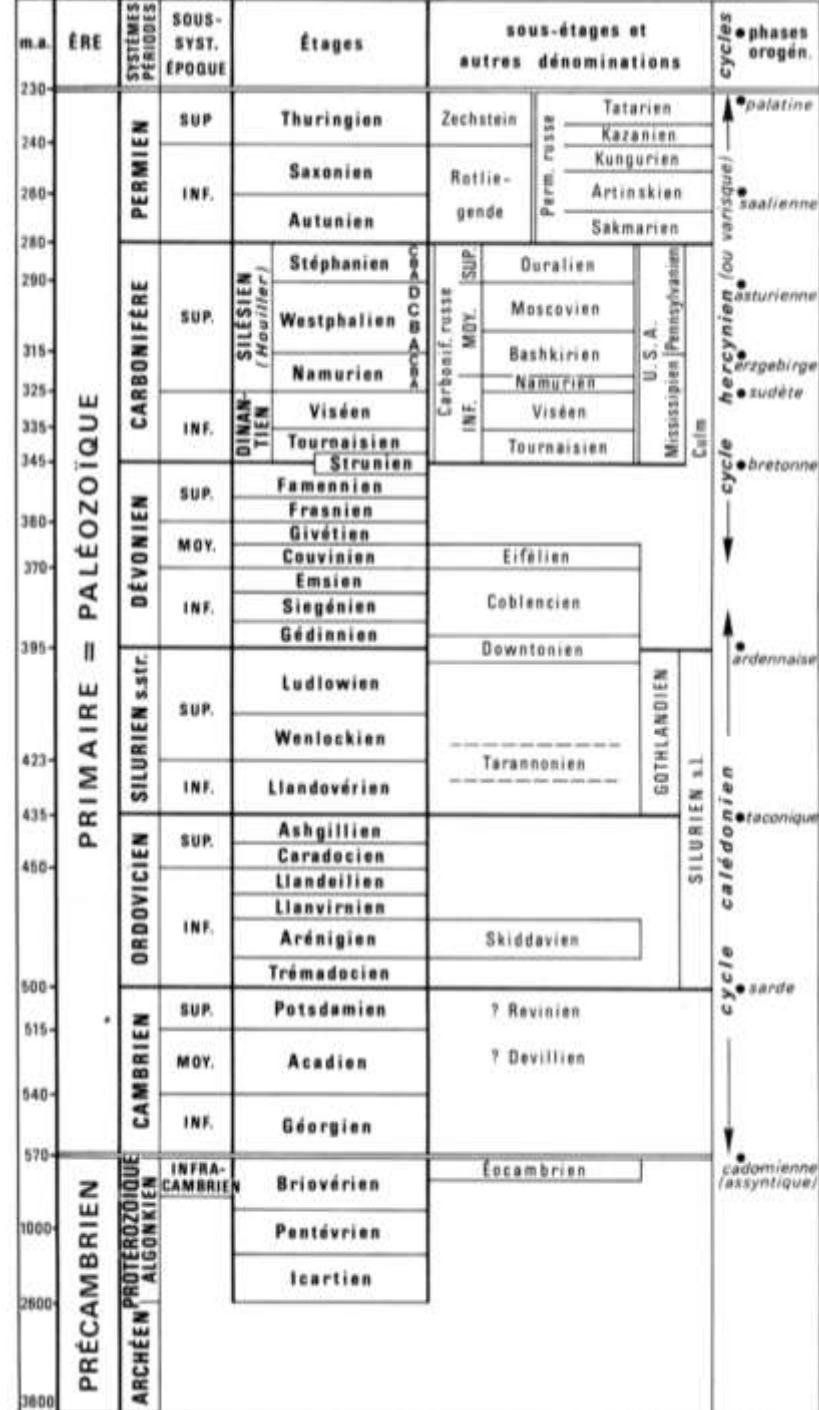 m.a.
ÈRE
SYSTÈMES
PÉRIODES
SOUS-
SYST.
ÉPOQUE
Étages
sous-étages et
autres dénominations
cycles
phases
orogén.
230
240
260
280
290
315
325
335
345
360
370
395
423
435
450
500
515
540
570
1000
2600
3600
PRIMAIRE = PALÉOZOÏQUE
PRÉCAMBRIEN
PERMIEN
SUP
Thuringien
Zechstein
Perm. russe
Tatarien
Kazanien
palatine
INF.
Saxonien
Autunien
Rotlie-
gende
Kungurien
Artinskien
Sakmarien
saalienne
CARBONIFÈRE
SUP.
SILÉSIEN
(Houiller)
Stéphanien
C
B
A
Westphalien
D
C
B
A
Namurien
C
B
A
Carbonif. russe
SUP.
Ouralien
MOY.
Moscovien
Bashkirien
INF.
Namurien
Viséen
Tournaisien
U.S.A.
Pennsylvanien
Mississipien
Culm
asturienne
erzgebirge
sudète
INF.
DINAN-
TIEN
Viséen
Tournaisien
Strunien
bretonne
cycle hercynien (ou varisque)
DÉVONIEN
SUP.
Famennien
Frasnien
MOY.
Givétien
Couvinien
Eifélien
INF.
Emsien
Siegénien
Gédinnien
Coblencien
Downtonien
ardennaise
SILURIEN s.str.
SUP.
Ludlowien
Wenlockien
INF.
Llandovérien
Tarannonien
GOTHLANDIEN
SILURIEN s.l.
taconique
cycle calédonien
ORDOVICIEN
SUP.
Ashgillien
Caradocien
INF.
Llandeilien
Llanvirnien
Arénigien
Trémadocien
Skiddavien
sarde
CAMBRIEN
SUP.
Potsdamien
? Revinien
MOY.
Acadien
? Devillien
INF.
Géorgien
PROTÉROZOÏQUE
ALGONKIEN
INFRA-
CAMBRIEN
Briovérien
Éocambrien
cadomienne
(assyntique)
Pentévrien
Icartien
ARCHÉEN